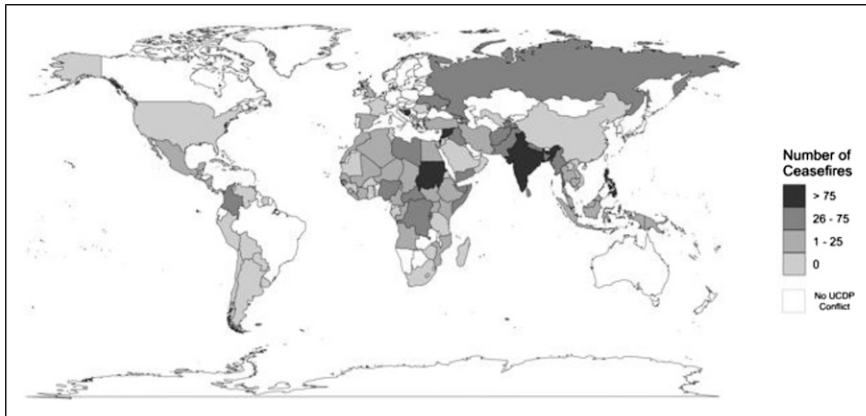 Number of
Ceasefires
> 75
26 - 75
1 - 25
0
No UCDP
Conflict